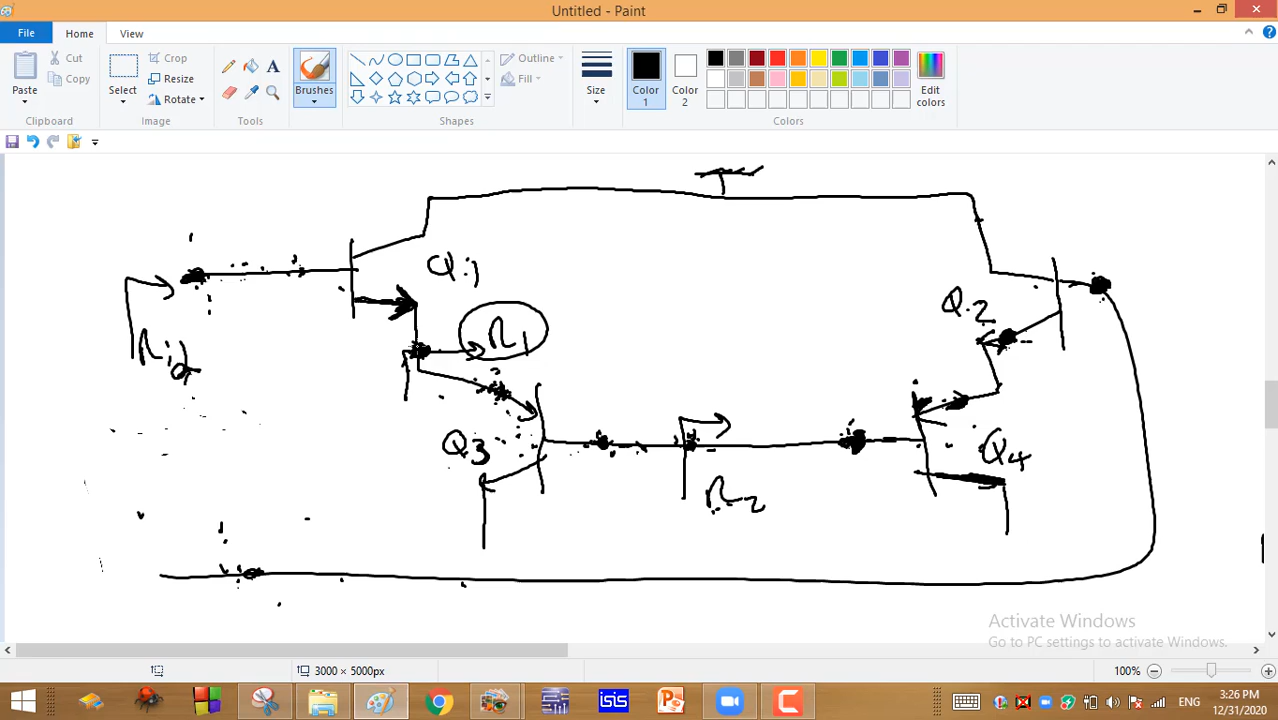 Untitled - Paint
File Home View
Cut
Copy
Paste
Clipboard
Crop
Resize
Rotate
Select
Image
Tools
Brushes
Outline
Fill
Shapes
Size
Color 1
Color 2
Edit colors
Colors
Q1
R1
Rid
Q2
Q3
Q4
R2
Activate Windows
Go to PC settings to activate Windows.
3000 × 5000px
100%
isis
ENG
3:26 PM
12/31/2020